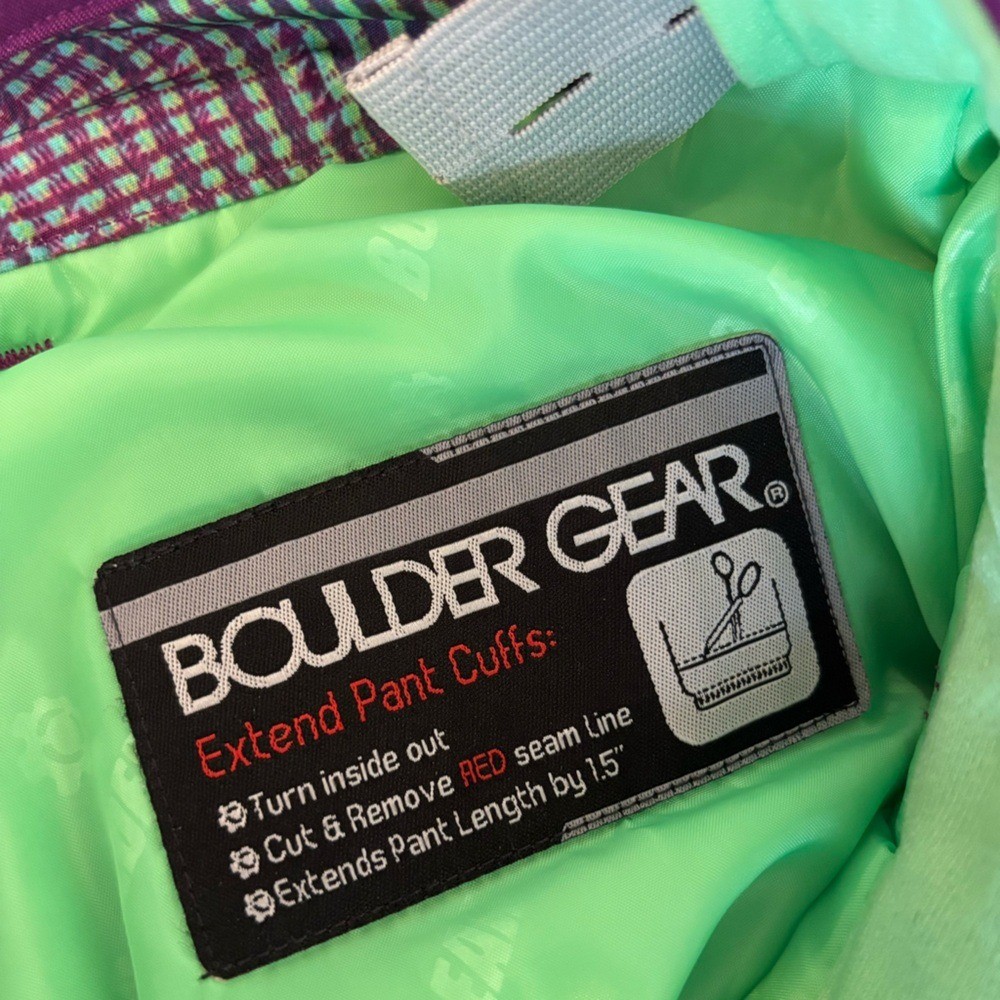 BOULDER GEAR®
Extend Pant Cuffs:
Turn inside out
Cut & Remove RED seam line
Extends Pant Length by 1.5"